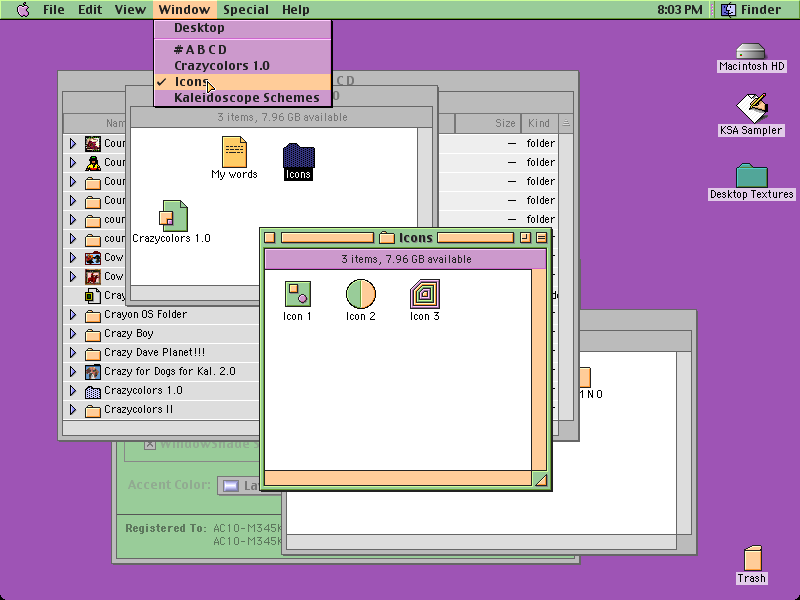 File Edit View Window Special Help 8:03 PM Finder
Desktop
# A B C D
Crazycolors 1.0
Icons
Kaleidoscope Schemes
C D
0
Macintosh HD
KSA Sampler
Desktop Textures
Trash
Nam
Size Kind
3 items, 7.96 GB available
My words
Icons
Crazycolors 1.0
Cour
Cour
Cour
Cour
cour
cour
Cow
Cow
Cray
Crayon OS Folder
Crazy Boy
Crazy Dave Planet!!!
Crazy for Dogs for Kal. 2.0
Crazycolors 1.0
Crazycolors II
— folder
— folder
— folder
— folder
— folder
Icons
3 items, 7.96 GB available
Icon 1
Icon 2
Icon 3
1 N O
WindowShade
Accent Color: La
Registered To: AC10-M345K
AC10-M345K